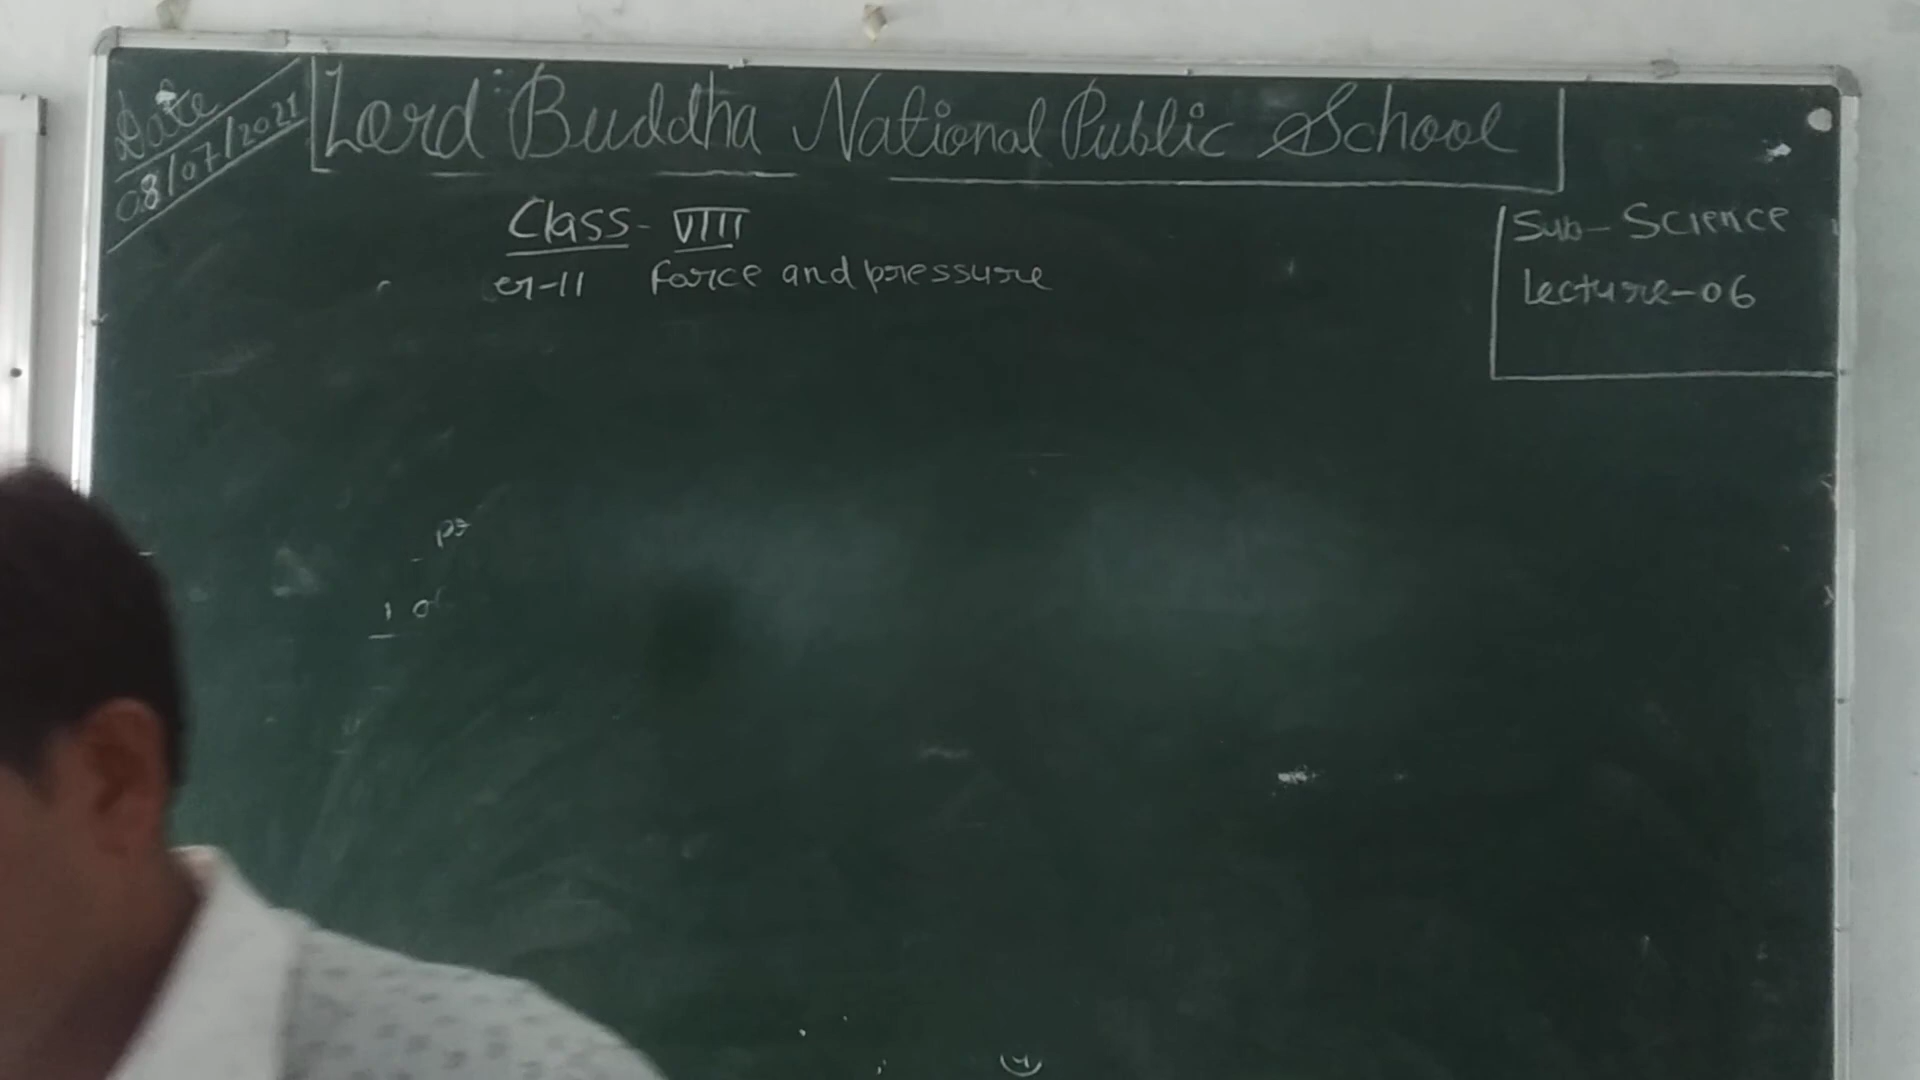 Date
08/07/2021
Lord Buddha National Public School
Class - VIII
Sub - Science
cr-11 Force and pressure
Lecture-06